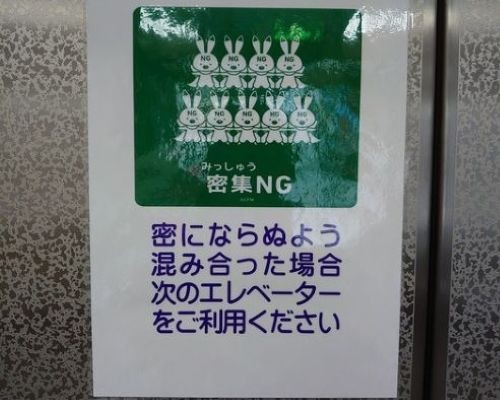 NG NG NG NG
NG NG NG NG NG
みっしゅう
密集NG
密にならぬよう
混み合った場合
次のエレベーター
をご利用ください